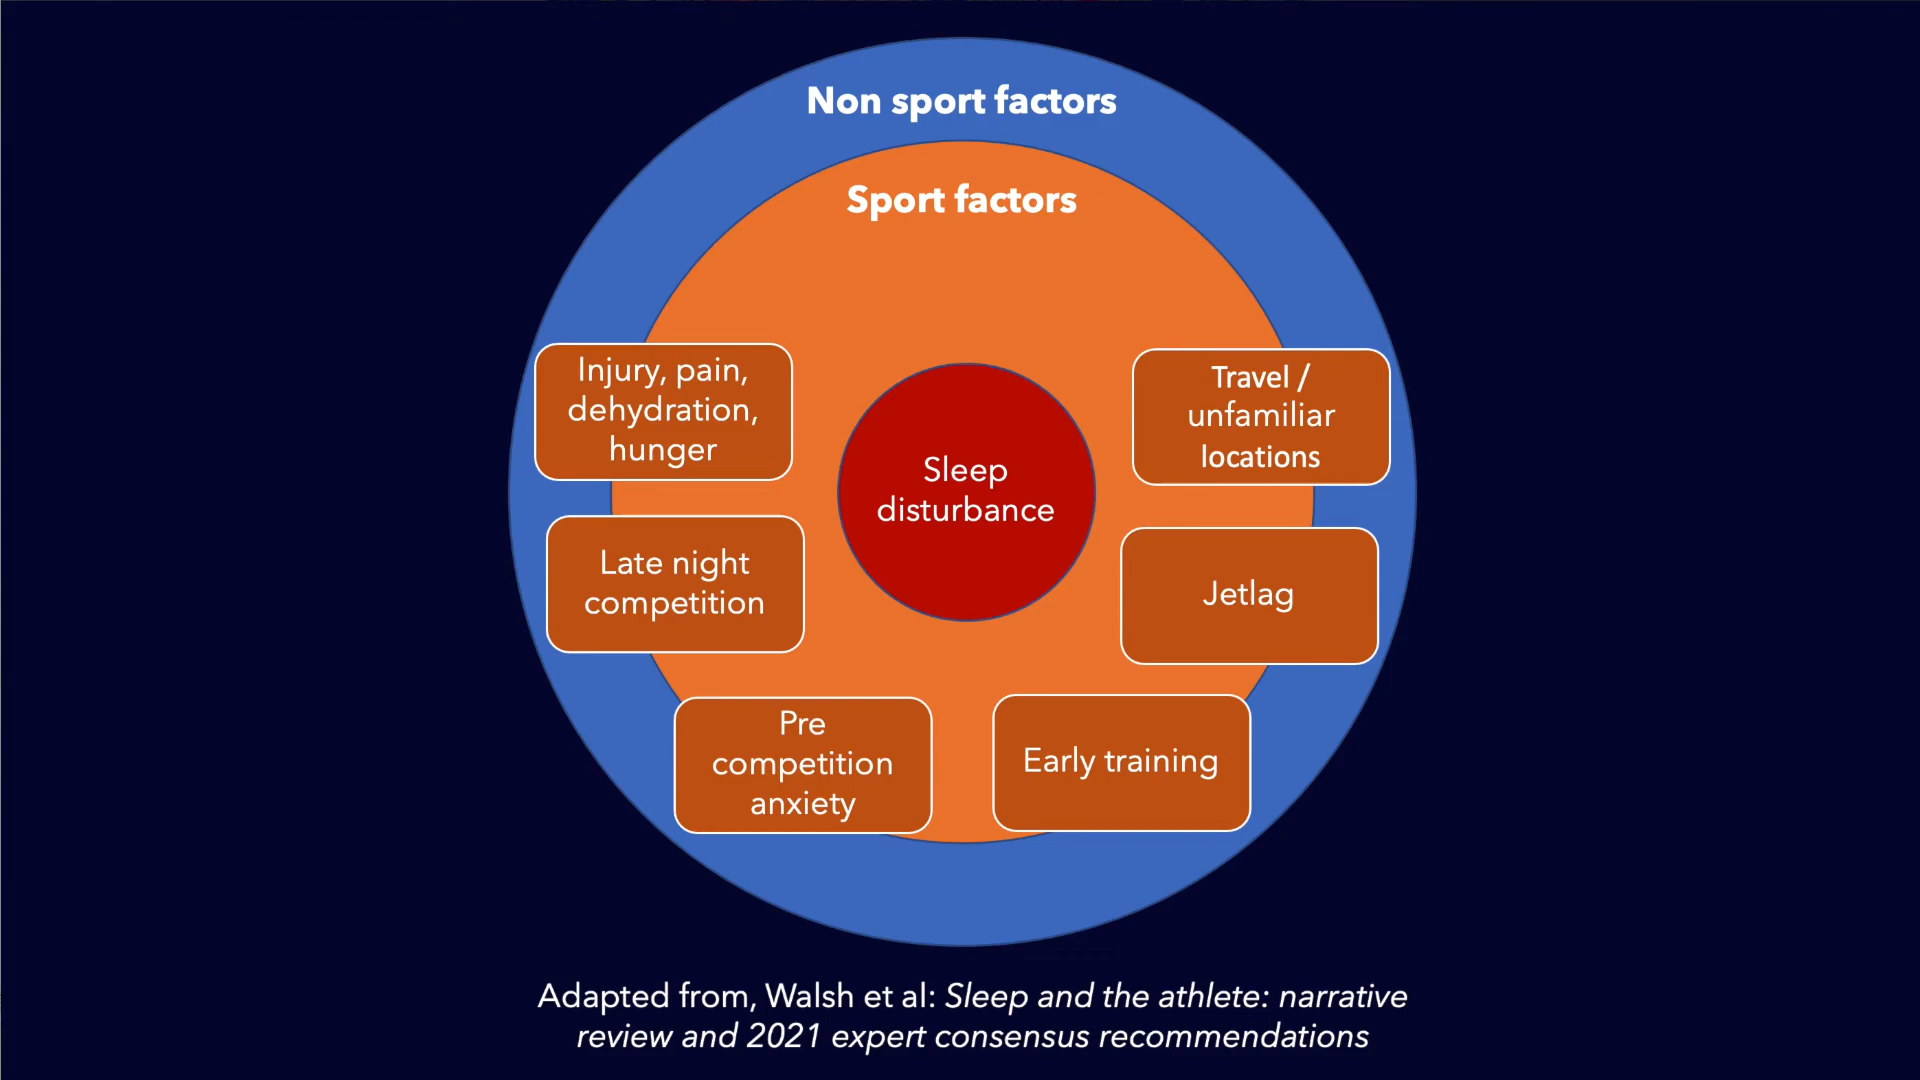 Non sport factors
Sport factors
Injury, pain,
dehydration,
hunger
Travel /
unfamiliar
locations
Sleep
disturbance
Late night
competition
Jetlag
Pre
competition
anxiety
Early training
Adapted from, Walsh et al: Sleep and the athlete: narrative
review and 2021 expert consensus recommendations